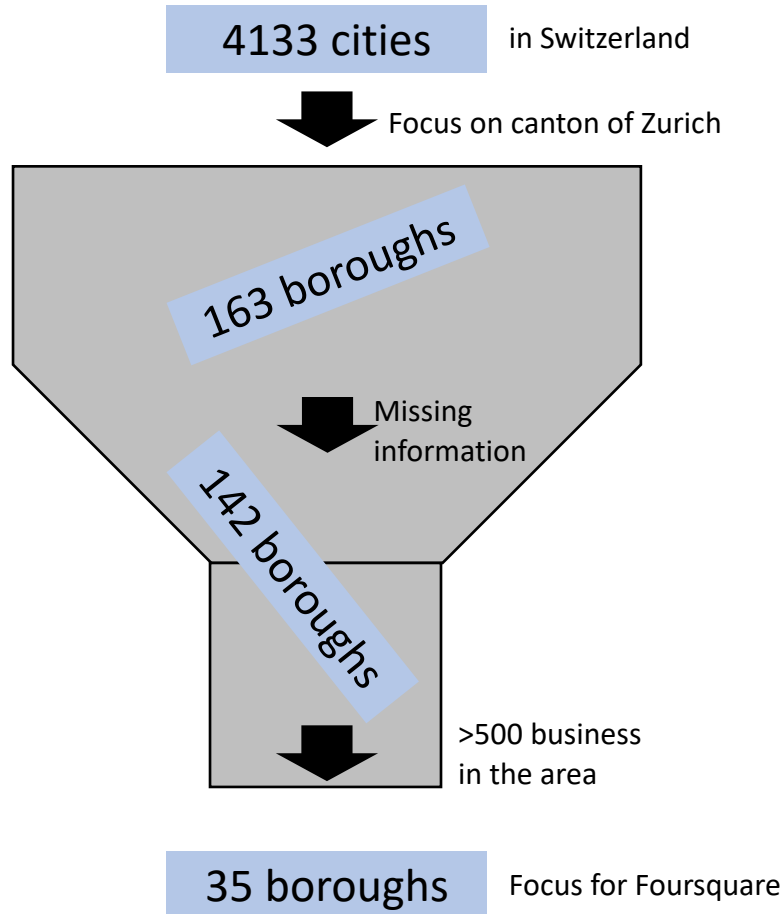 4133 cities
in Switzerland
Focus on canton of Zurich
163 boroughs
Missing
information
142 boroughs
>500 business
in the area
35 boroughs
Focus for Foursquare